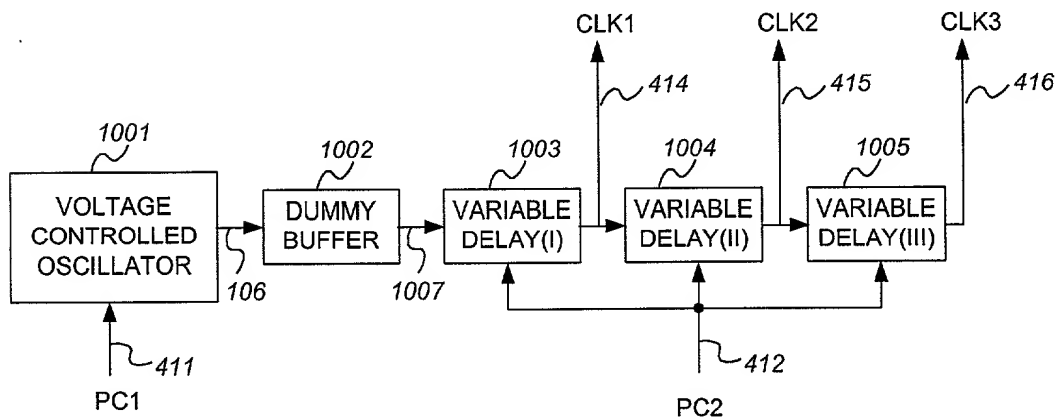 CLK1
CLK2
CLK3
414
415
416
1001
1002
1003
1004
1005
VOLTAGE
CONTROLLED
OSCILLATOR
DUMMY
BUFFER
VARIABLE
DELAY(I)
VARIABLE
DELAY(II)
VARIABLE
DELAY(III)
106
1007
411
412
PC1
PC2